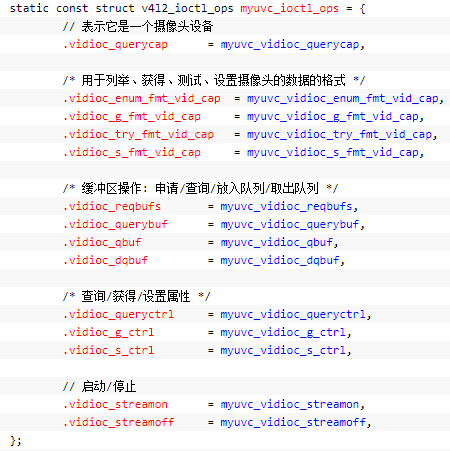 static const struct v4l2_ioctl_ops myuvc_ioctl_ops = {
        // 表示它是一个摄像头设备
        .vidioc_querycap      = myuvc_vidioc_querycap,

        /* 用于列举、获得、测试、设置摄像头的数据的格式 */
        .vidioc_enum_fmt_vid_cap  = myuvc_vidioc_enum_fmt_vid_cap,
        .vidioc_g_fmt_vid_cap     = myuvc_vidioc_g_fmt_vid_cap,
        .vidioc_try_fmt_vid_cap   = myuvc_vidioc_try_fmt_vid_cap,
        .vidioc_s_fmt_vid_cap     = myuvc_vidioc_s_fmt_vid_cap,

        /* 缓冲区操作: 申请/查询/放入队列/取出队列 */
        .vidioc_reqbufs       = myuvc_vidioc_reqbufs,
        .vidioc_querybuf      = myuvc_vidioc_querybuf,
        .vidioc_qbuf          = myuvc_vidioc_qbuf,
        .vidioc_dqbuf         = myuvc_vidioc_dqbuf,

        /* 查询/获得/设置属性 */
        .vidioc_queryctrl     = myuvc_vidioc_queryctrl,
        .vidioc_g_ctrl        = myuvc_vidioc_g_ctrl,
        .vidioc_s_ctrl        = myuvc_vidioc_s_ctrl,

        // 启动/停止
        .vidioc_streamon      = myuvc_vidioc_streamon,
        .vidioc_streamoff     = myuvc_vidioc_streamoff,
};